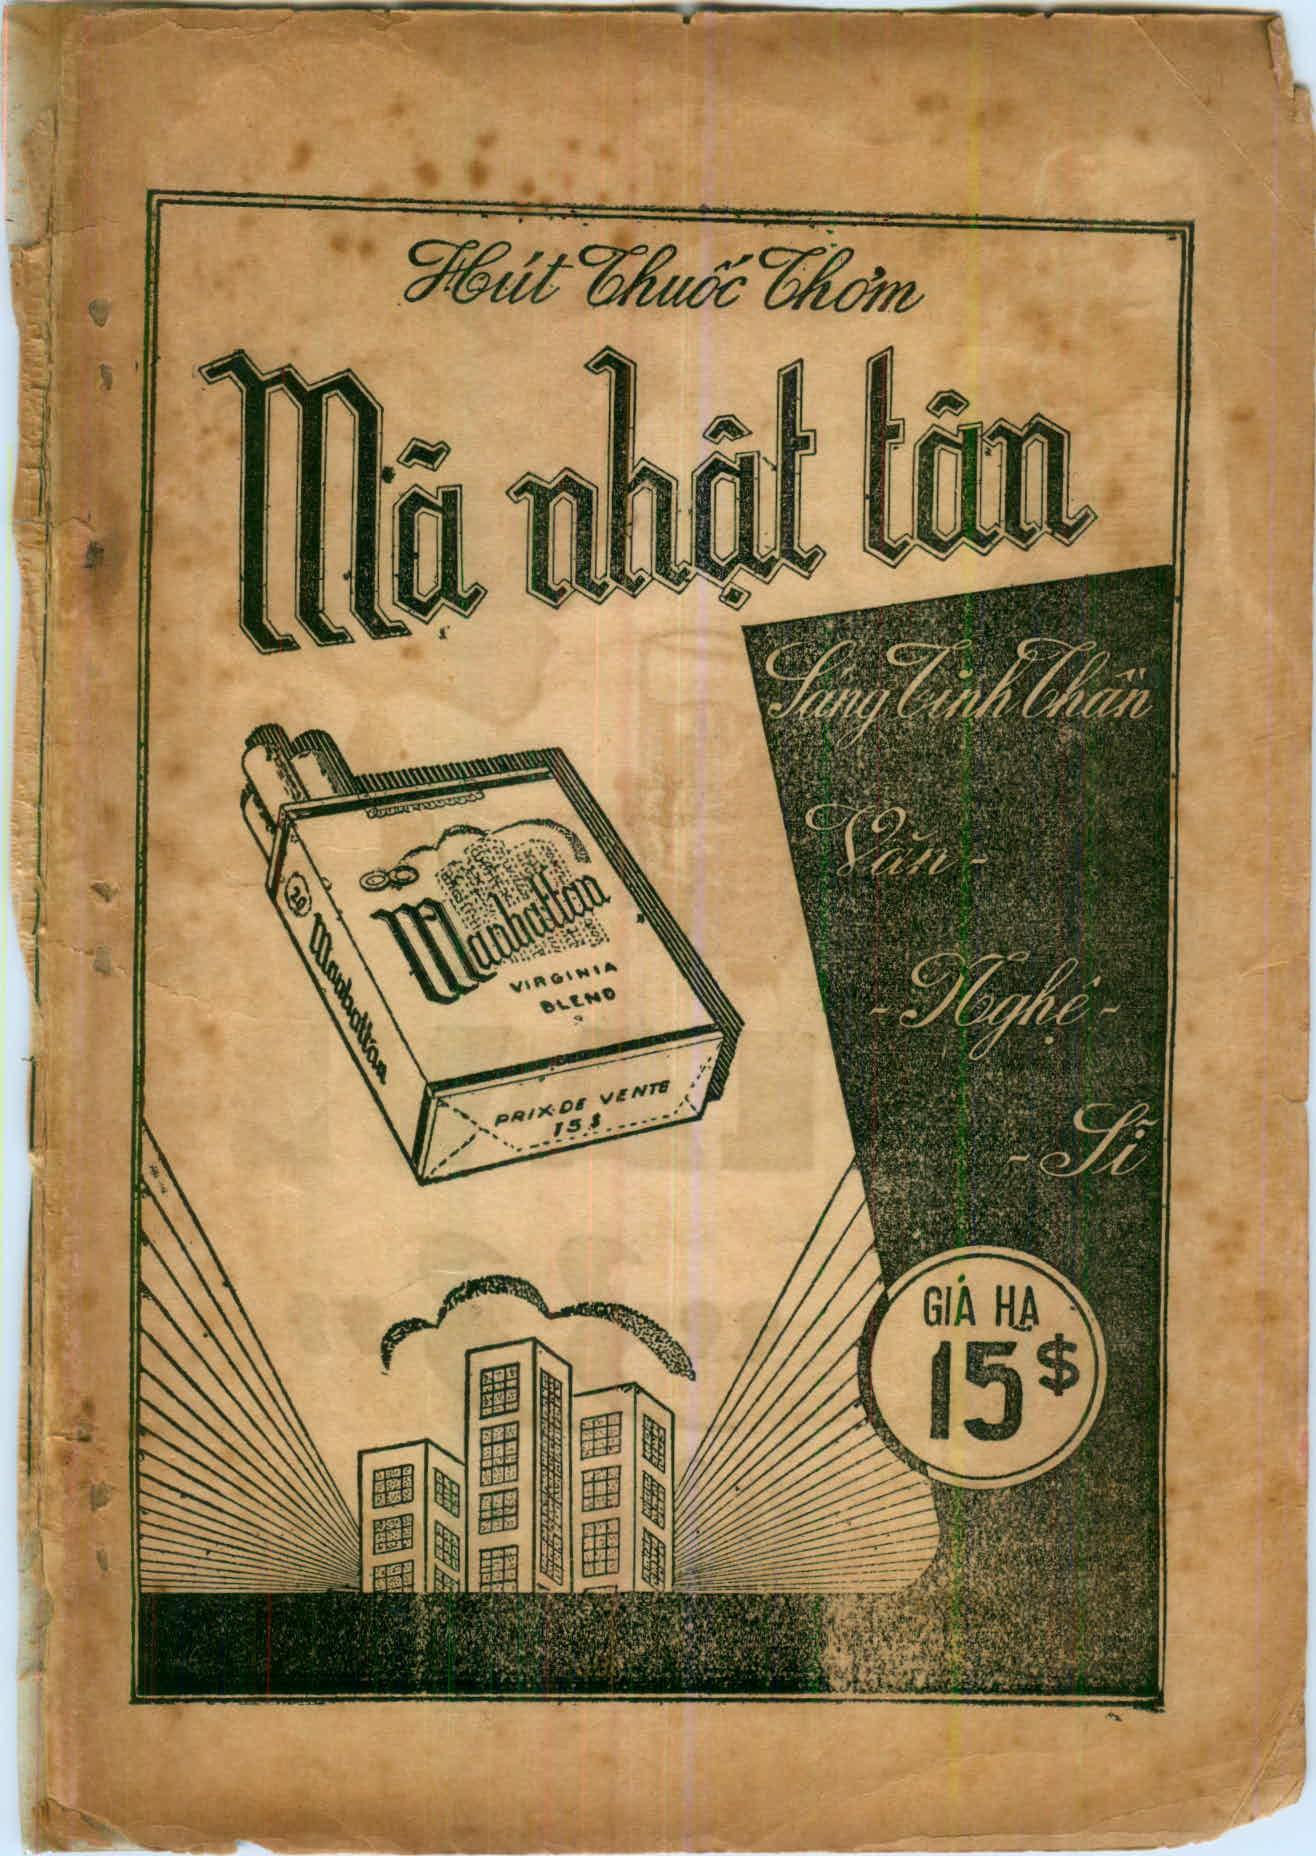 Hút Thuốc Thơm
Mã nhật tân
Sáng Tinh Thần
Văn -
- Nghệ -
- Sĩ
20
Manhattan
Manhattan
VIRGINIA
BLEND
PRIX DE VENTE
15 $
GIÁ HẠ
15 $